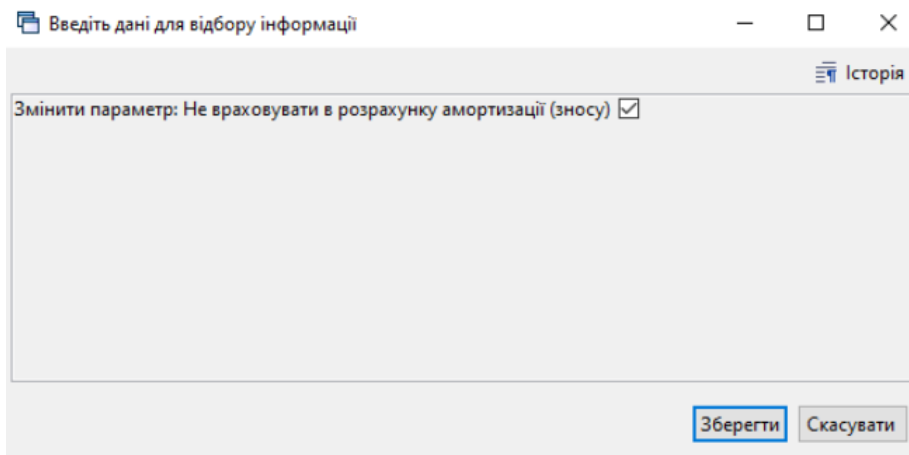 Введіть дані для відбору інформації
Історія
Змінити параметр: Не враховувати в розрахунку амортизації (зносу)
Зберегти Скасувати